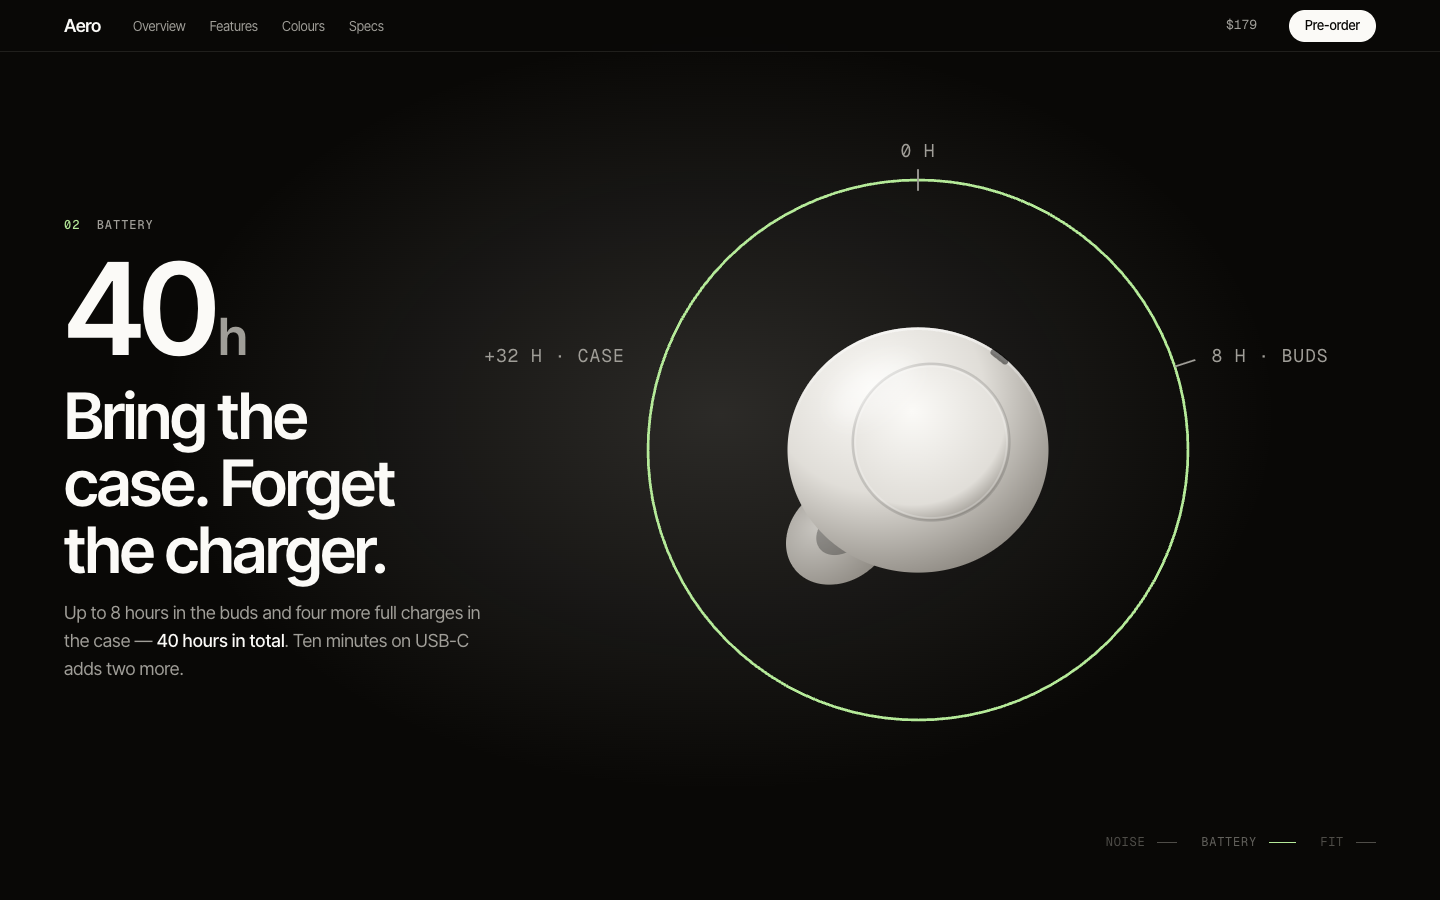 Aero Overview Features Colours Specs $179 Pre-order
0 H
02 BATTERY
40h
+32 H · CASE
8 H · BUDS
Bring the
case. Forget
the charger.
Up to 8 hours in the buds and four more full charges in
the case — 40 hours in total. Ten minutes on USB-C
adds two more.
NOISE BATTERY FIT